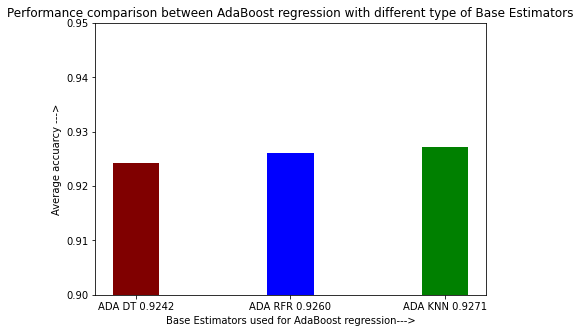 Performance comparison between AdaBoost regression with different type of Base Estimators
0.95
0.94
0.93
0.92
0.91
0.90
Average accuarcy --->
ADA DT 0.9242
ADA RFR 0.9260
ADA KNN 0.9271
Base Estimators used for AdaBoost regression--->